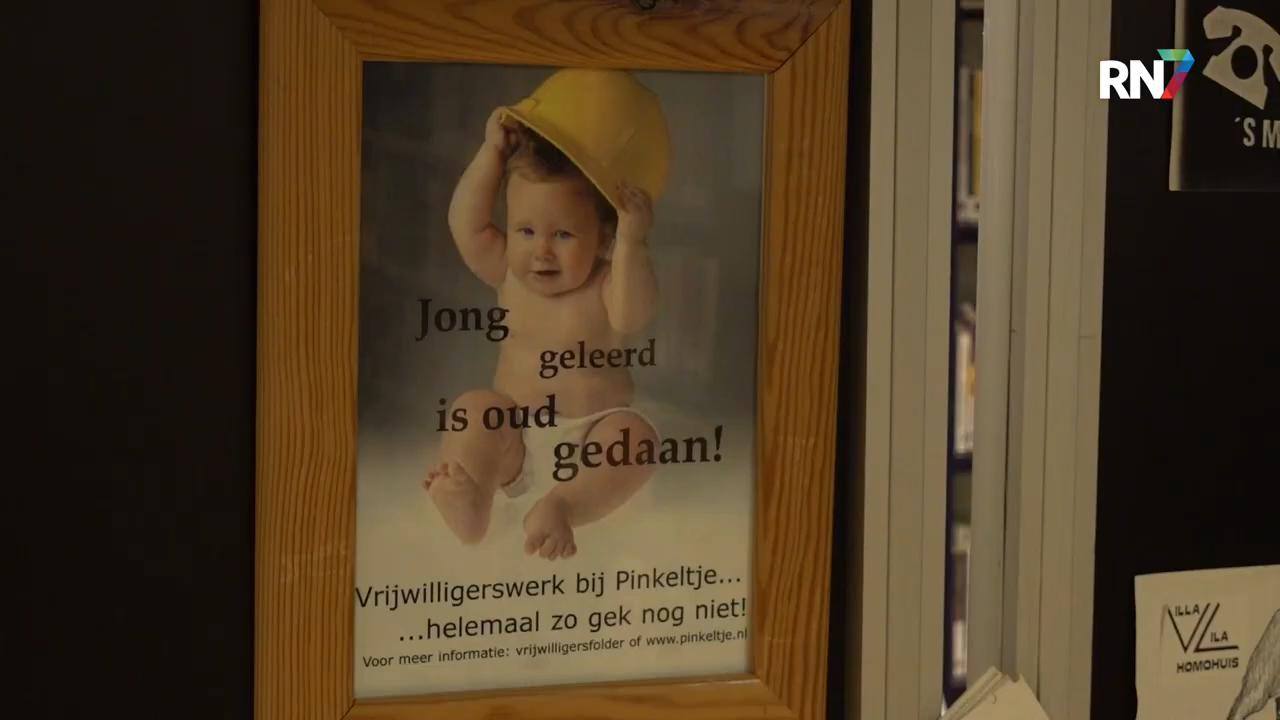 RN7
'S M
Jong
geleerd
is oud
gedaan!
Vrijwilligerswerk bij Pinkeltje...
...helemaal zo gek nog niet!
Voor meer informatie: vrijwilligersfolder of www.pinkeltje.nl
VILLA
LILA
HOMOHUIS